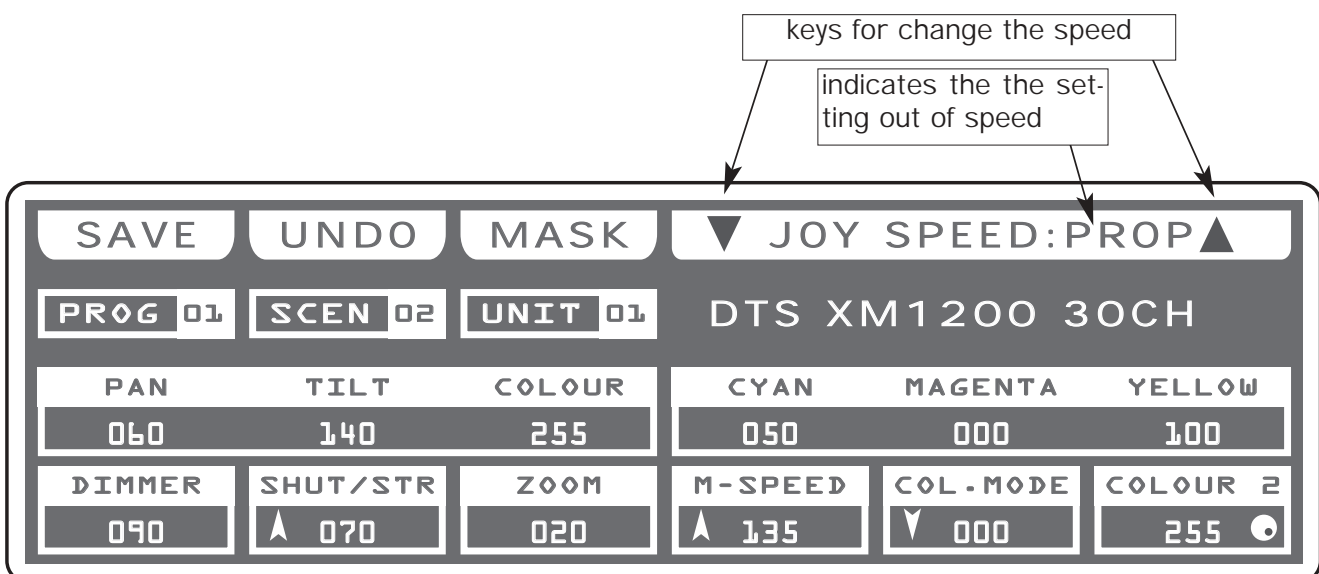 keys for change the speed
indicates the the set-
ting out of speed
SAVE UNDO MASK ▼ JOY SPEED:PROP▲
PROG 01 SCEN 02 UNIT 01 DTS XM1200 30CH
PAN TILT COLOUR CYAN MAGENTA YELLOW
060 140 255 050 000 100
DIMMER SHUT/STR ZOOM M-SPEED COL.MODE COLOUR 2
090 070 020 135 000 255